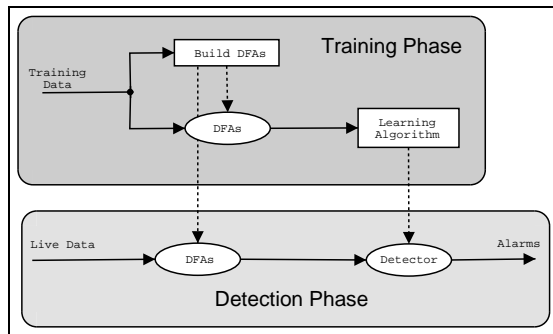 Training Phase
Build DFAs
Training
Data
DFAs
Learning
Algorithm
Live Data
DFAs
Detector
Alarms
Detection Phase